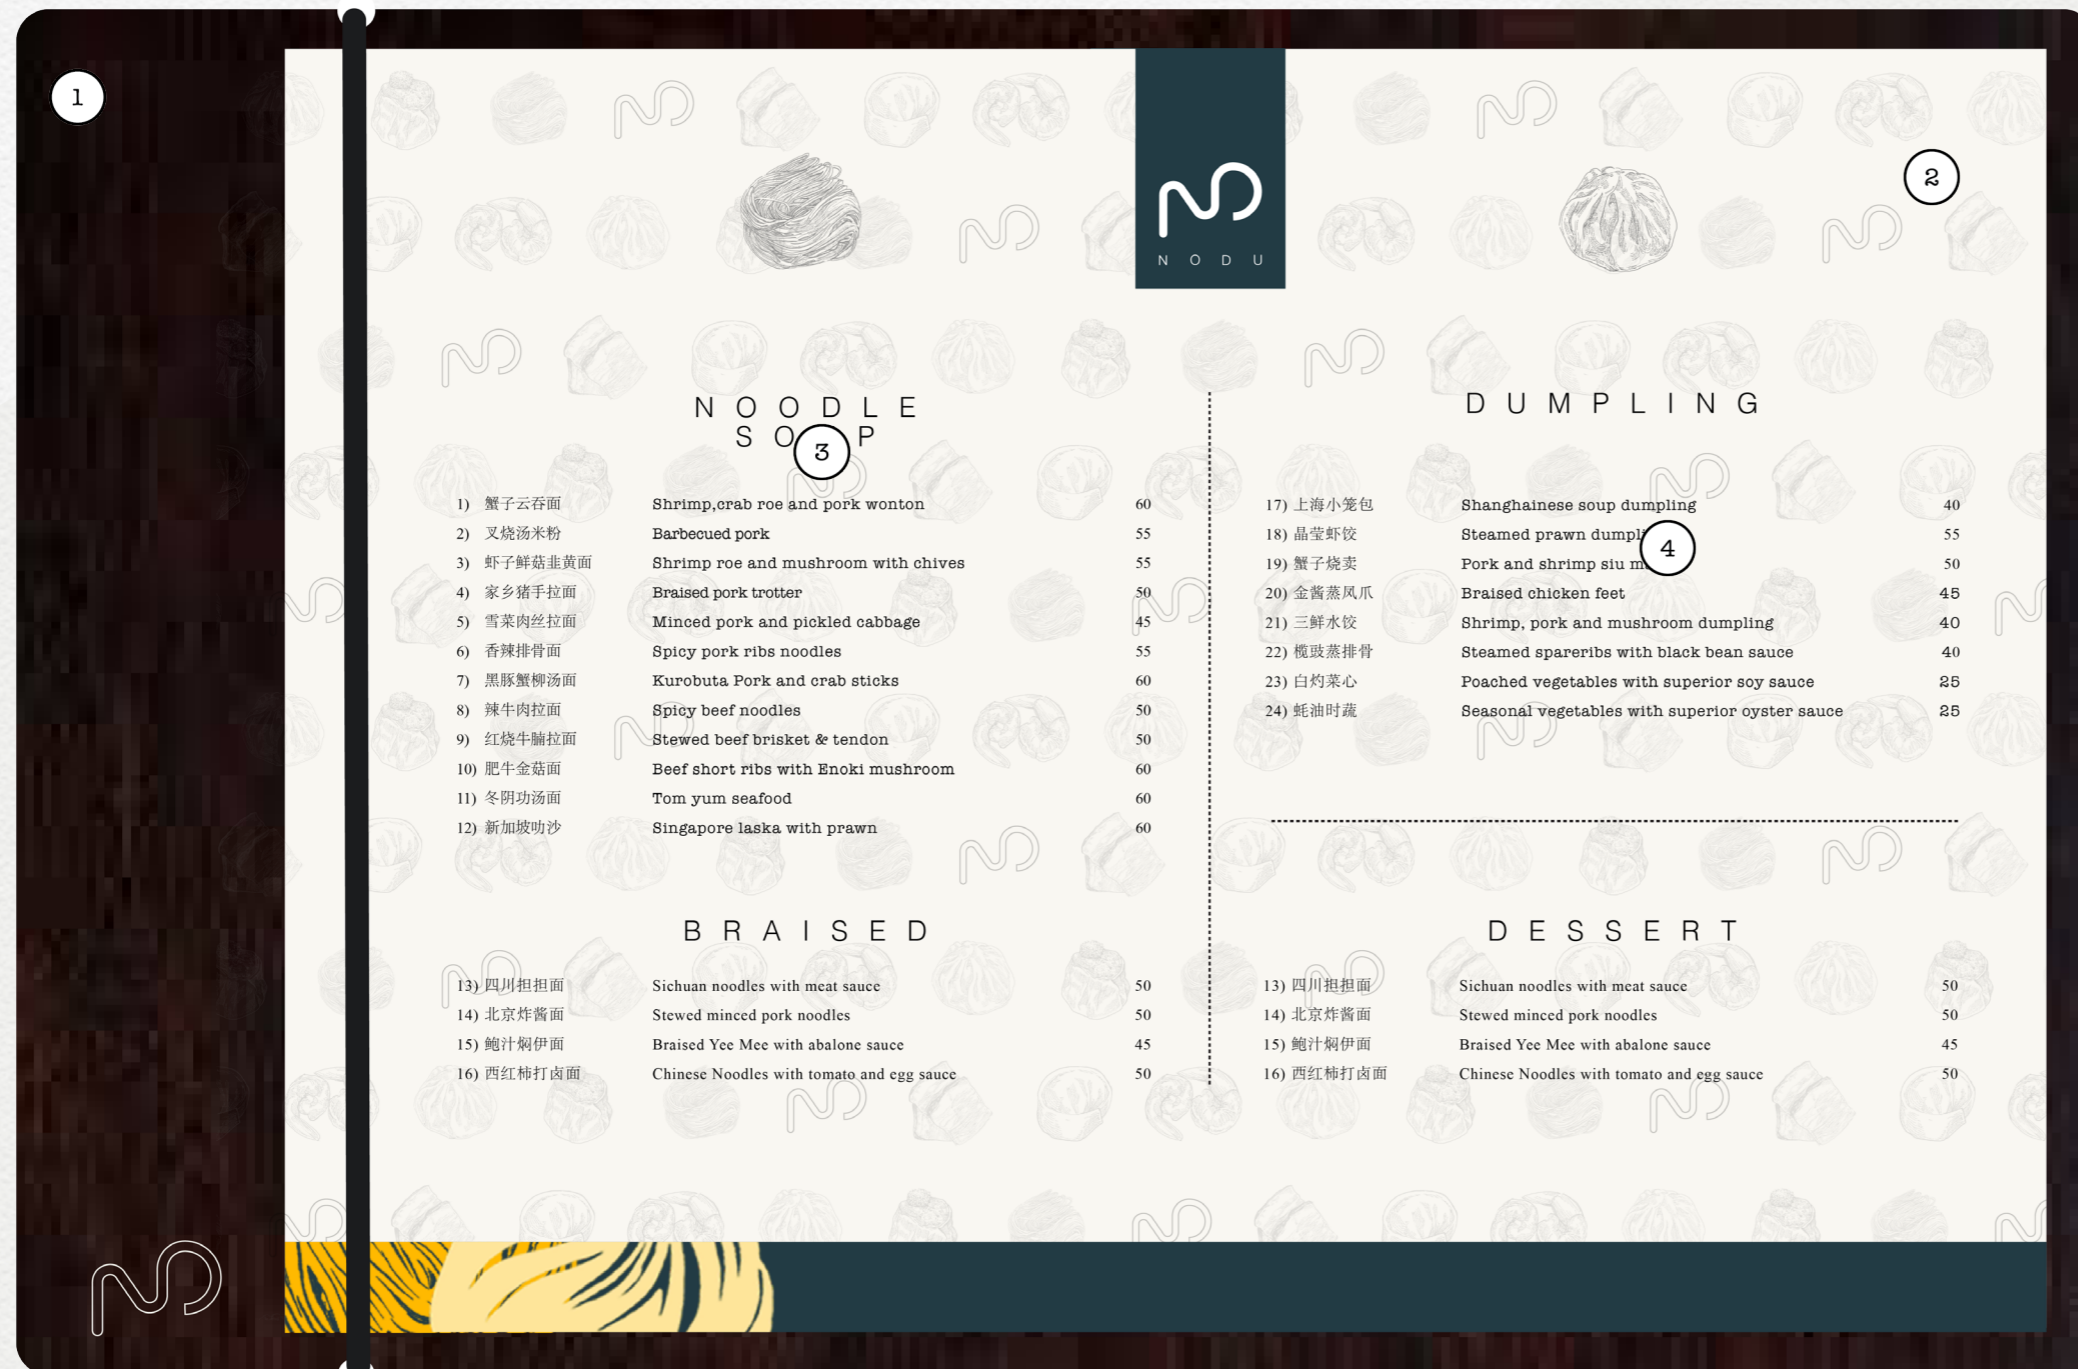 1
2
NODU
NOODLE
SO P
3
1) 蟹子云吞面 Shrimp,crab roe and pork wonton 60
2) 叉烧汤米粉 Barbecued pork 55
3) 虾子鲜菇韭黄面 Shrimp roe and mushroom with chives 55
4) 家乡猪手拉面 Braised pork trotter 50
5) 雪菜肉丝拉面 Minced pork and pickled cabbage 45
6) 香辣排骨面 Spicy pork ribs noodles 55
7) 黑豚蟹柳汤面 Kurobuta Pork and crab sticks 60
8) 辣牛肉拉面 Spicy beef noodles 50
9) 红烧牛腩拉面 Stewed beef brisket & tendon 50
10) 肥牛金菇面 Beef short ribs with Enoki mushroom 60
11) 冬阴功汤面 Tom yum seafood 60
12) 新加坡叻沙 Singapore laska with prawn 60
BRAISED
13) 四川担担面 Sichuan noodles with meat sauce 50
14) 北京炸酱面 Stewed minced pork noodles 50
15) 鲍汁焖伊面 Braised Yee Mee with abalone sauce 45
16) 西红柿打卤面 Chinese Noodles with tomato and egg sauce 50
DUMPLING
17) 上海小笼包 Shanghainese soup dumpling 40
18) 晶莹虾饺 Steamed prawn 55
4
19) 蟹子烧卖 Pork and shrimp siu 50
20) 金酱蒸凤爪 Braised chicken feet 45
21) 三鲜水饺 Shrimp, pork and mushroom dumpling 40
22) 榄豉蒸排骨 Steamed spareribs with black bean sauce 40
23) 白灼菜心 Poached vegetables with superior soy sauce 25
24) 蚝油时蔬 Seasonal vegetables with superior oyster sauce 25
DESSERT
13) 四川担担面 Sichuan noodles with meat sauce 50
14) 北京炸酱面 Stewed minced pork noodles 50
15) 鲍汁焖伊面 Braised Yee Mee with abalone sauce 45
16) 西红柿打卤面 Chinese Noodles with tomato and egg sauce 50